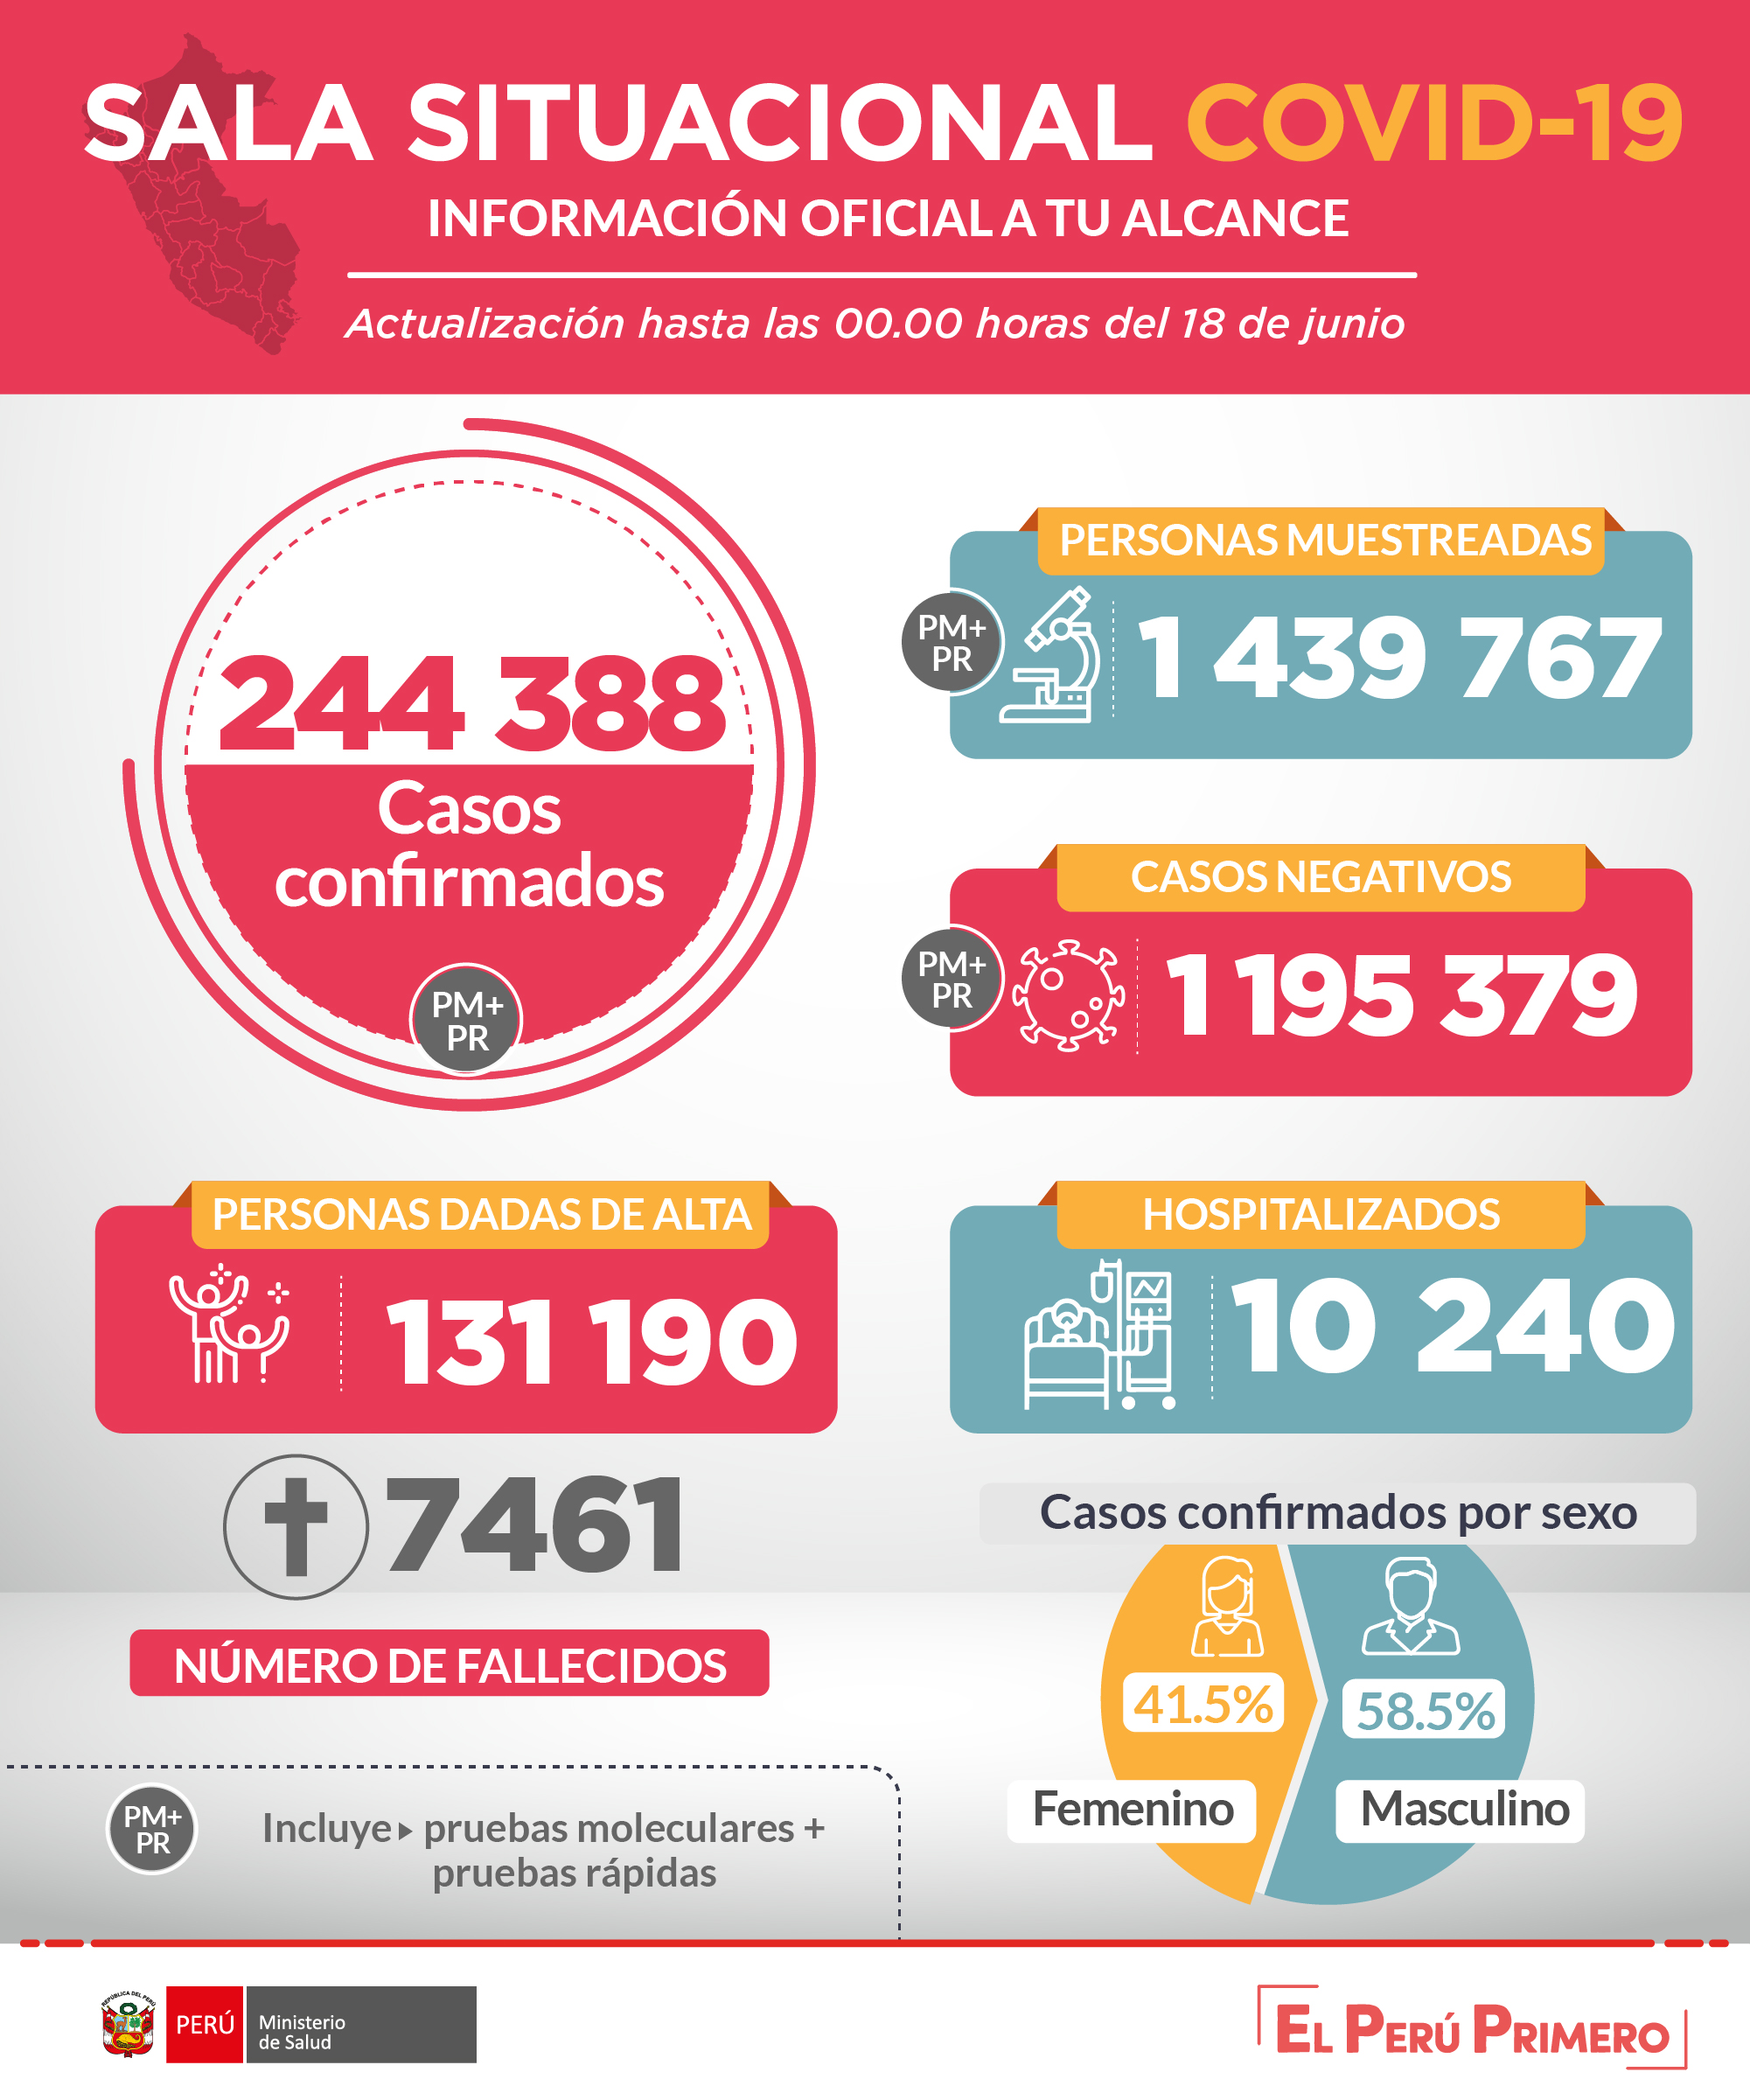 SALA SITUACIONAL COVID-19
INFORMACIÓN OFICIAL A TU ALCANCE
Actualización hasta las 00.00 horas del 18 de junio
244 388
Casos
confirmados
PM+
PR
PERSONAS MUESTREADAS
PM+
PR
1 439 767
CASOS NEGATIVOS
PM+
PR
1 195 379
PERSONAS DADAS DE ALTA
131 190
HOSPITALIZADOS
10 240
7461
NÚMERO DE FALLECIDOS
Casos confirmados por sexo
41.5%
58.5%
Femenino
Masculino
PM+
PR
Incluye pruebas moleculares +
pruebas rápidas
REPÚBLICA DEL PERÚ
PERÚ
Ministerio
de Salud
EL PERÚ PRIMERO